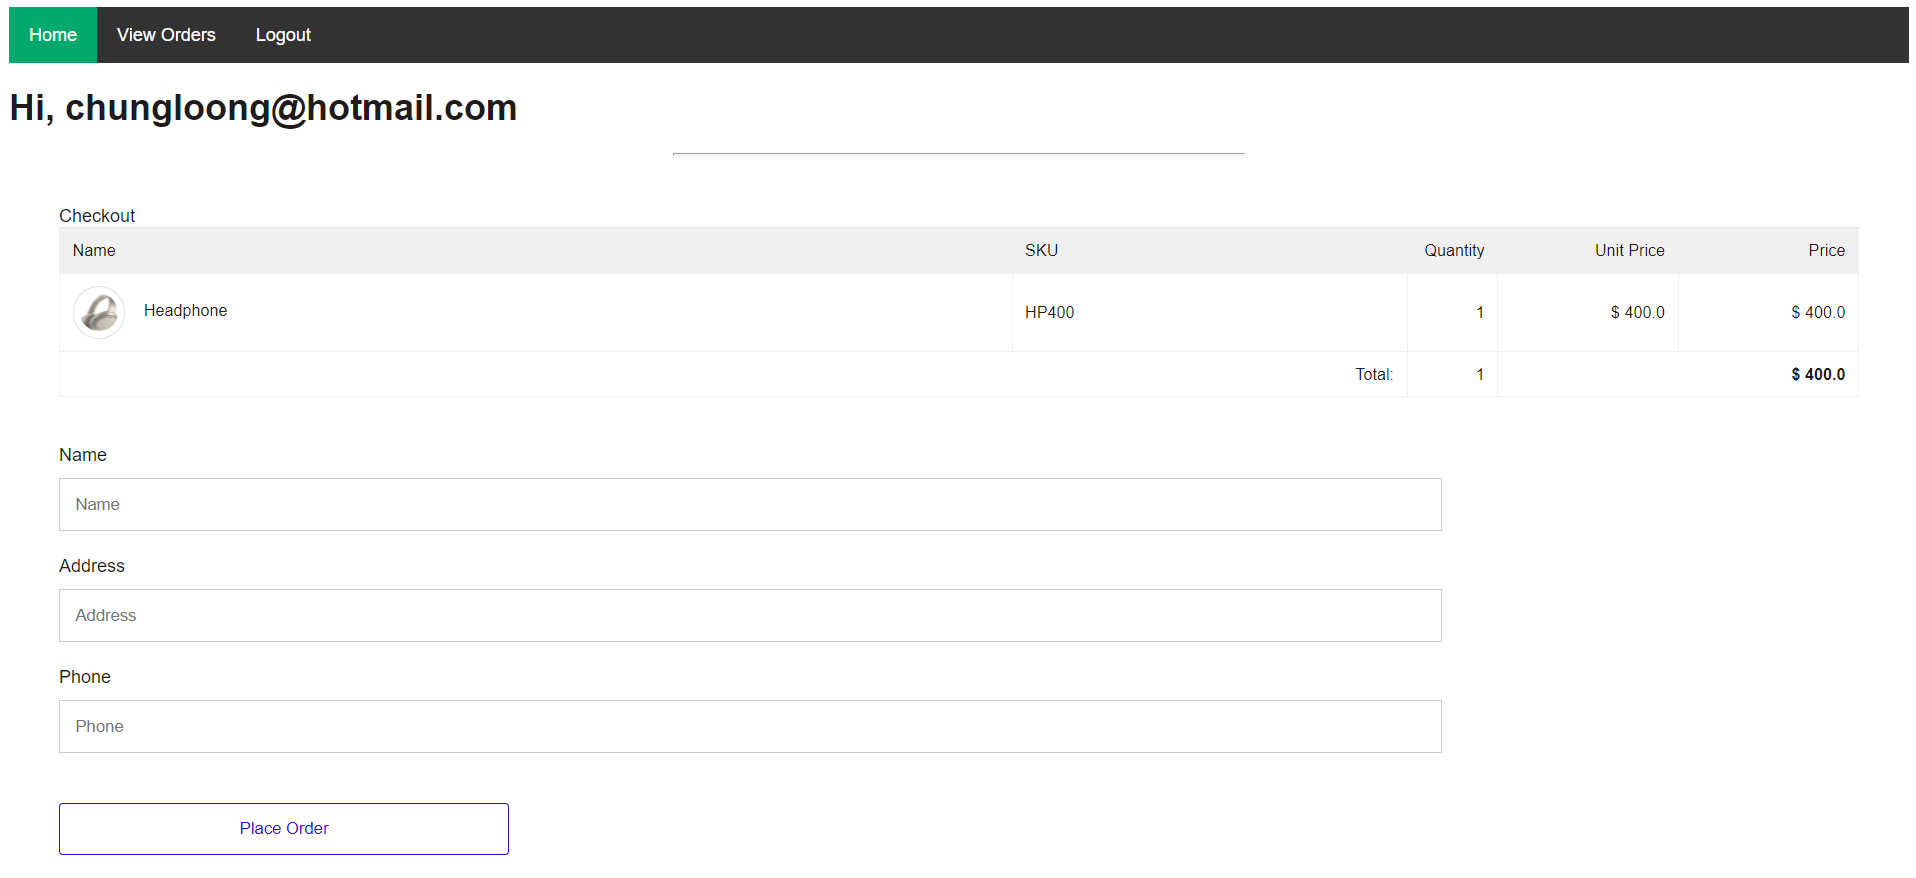 Home View Orders Logout
Hi, chungloong@hotmail.com
Checkout
Name SKU Quantity Unit Price Price
Headphone HP400 1 $ 400.0 $ 400.0
Total: 1 $ 400.0
Name
Name
Address
Address
Phone
Phone
Place Order